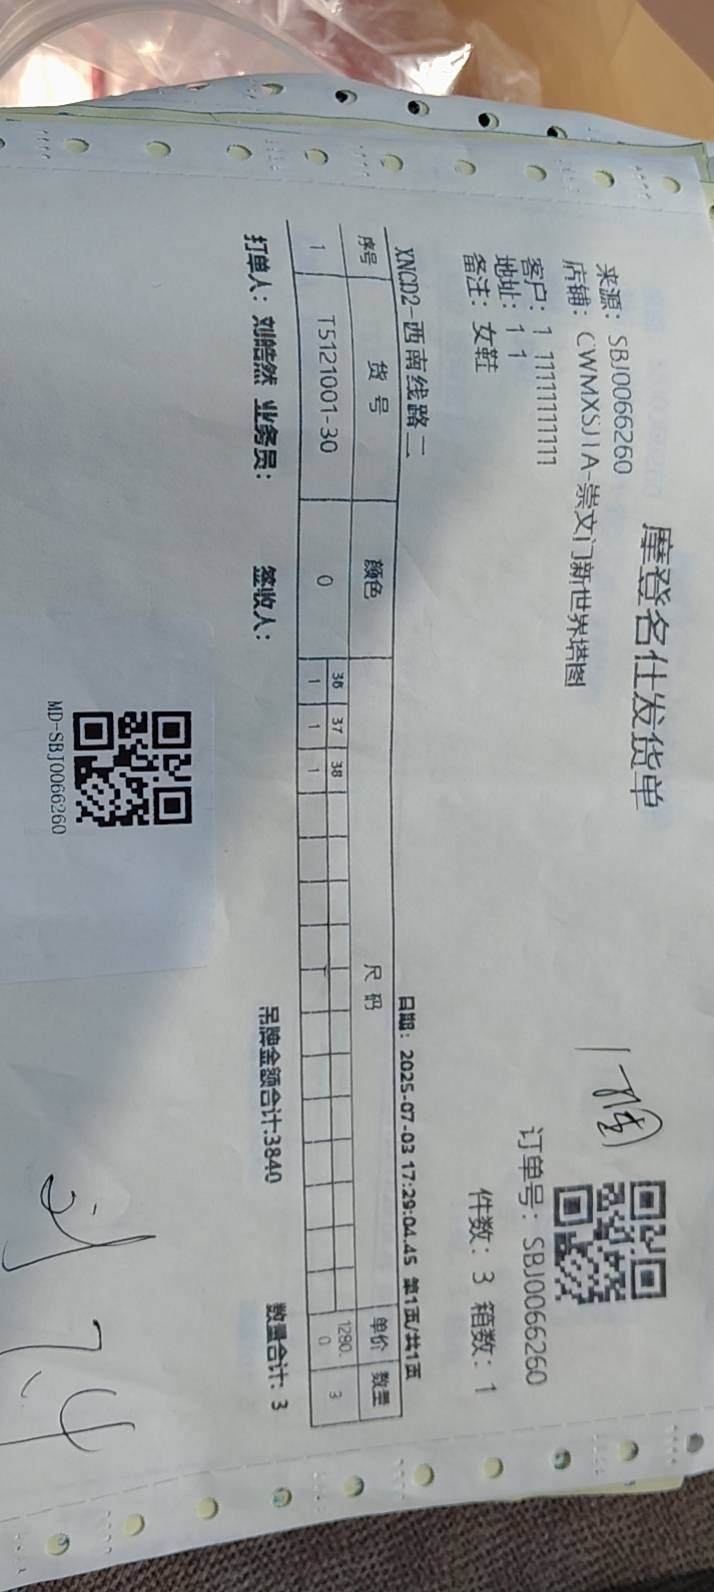 摩登名仕发货单
来源： SBJ0066260
店铺： CWMXSJ1A-崇文门新世界塔图
订单号： SBJ0066260
客户： 1 11111111111
地址： 1 1
件数： 3 箱数： 1
备注： 女鞋
XNCD2-西南线路二 日期： 2025-07-03 17:29:04.45 第1页/共1页
序号 货号 颜色 尺码 单价 数量
36 37 38
1 T5121001-30 0 1 1 1 1280.0 3
打单人： 刘皓然 业务员： 签收人： 吊牌金额合计:3840 数量合计: 3
MD-SBJ0066260
刘 7.4